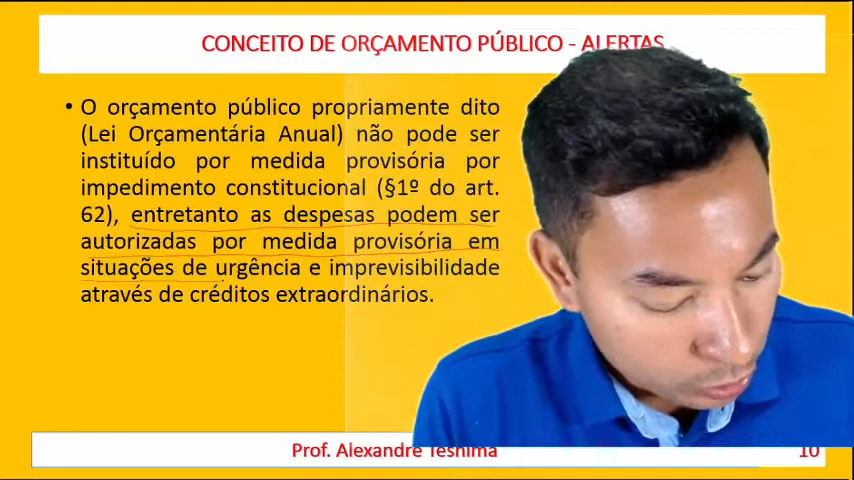 CONCEITO DE ORÇAMENTO PÚBLICO - ALERTAS
• O orçamento público propriamente dito
(Lei Orçamentária Anual) não pode ser
instituído por medida provisória por
impedimento constitucional (§1º do art.
62), entretanto as despesas podem ser
autorizadas por medida provisória em
situações de urgência e imprevisibilidade
através de créditos extraordinários.
Prof. Alexandre Teshima
10